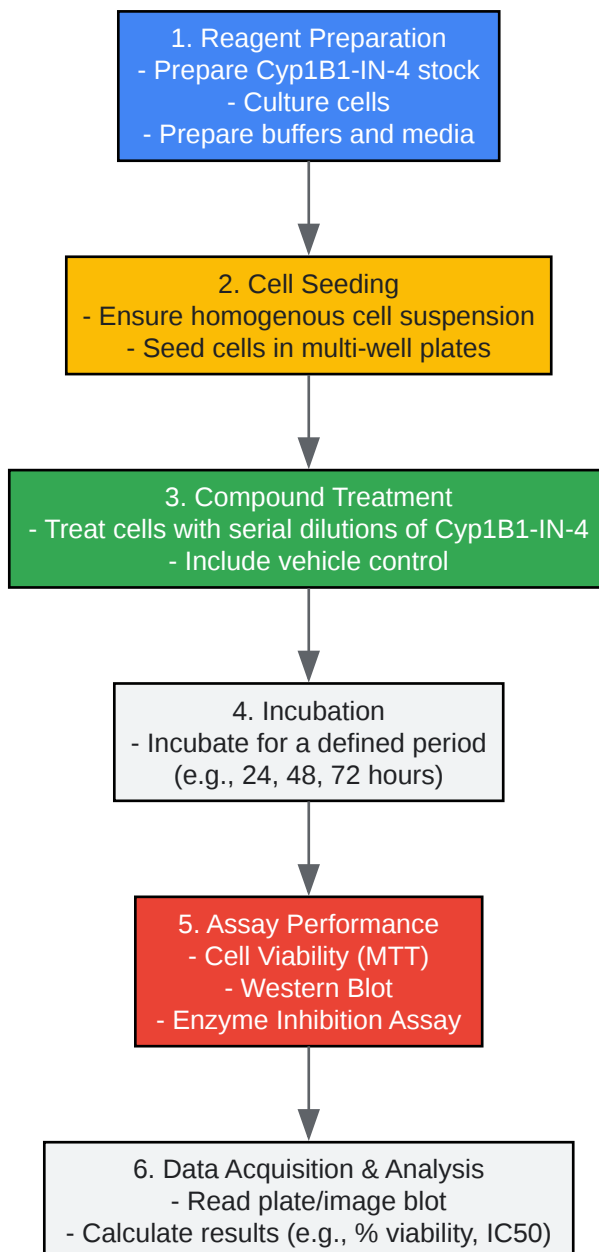 1. Reagent Preparation
- Prepare Cyp1B1-IN-4 stock
- Culture cells
- Prepare buffers and media
2. Cell Seeding
- Ensure homogenous cell suspension
- Seed cells in multi-well plates
3. Compound Treatment
- Treat cells with serial dilutions of Cyp1B1-IN-4
- Include vehicle control
4. Incubation
- Incubate for a defined period
(e.g., 24, 48, 72 hours)
5. Assay Performance
- Cell Viability (MTT)
- Western Blot
- Enzyme Inhibition Assay
6. Data Acquisition & Analysis
- Read plate/image blot
- Calculate results (e.g., % viability, IC50)